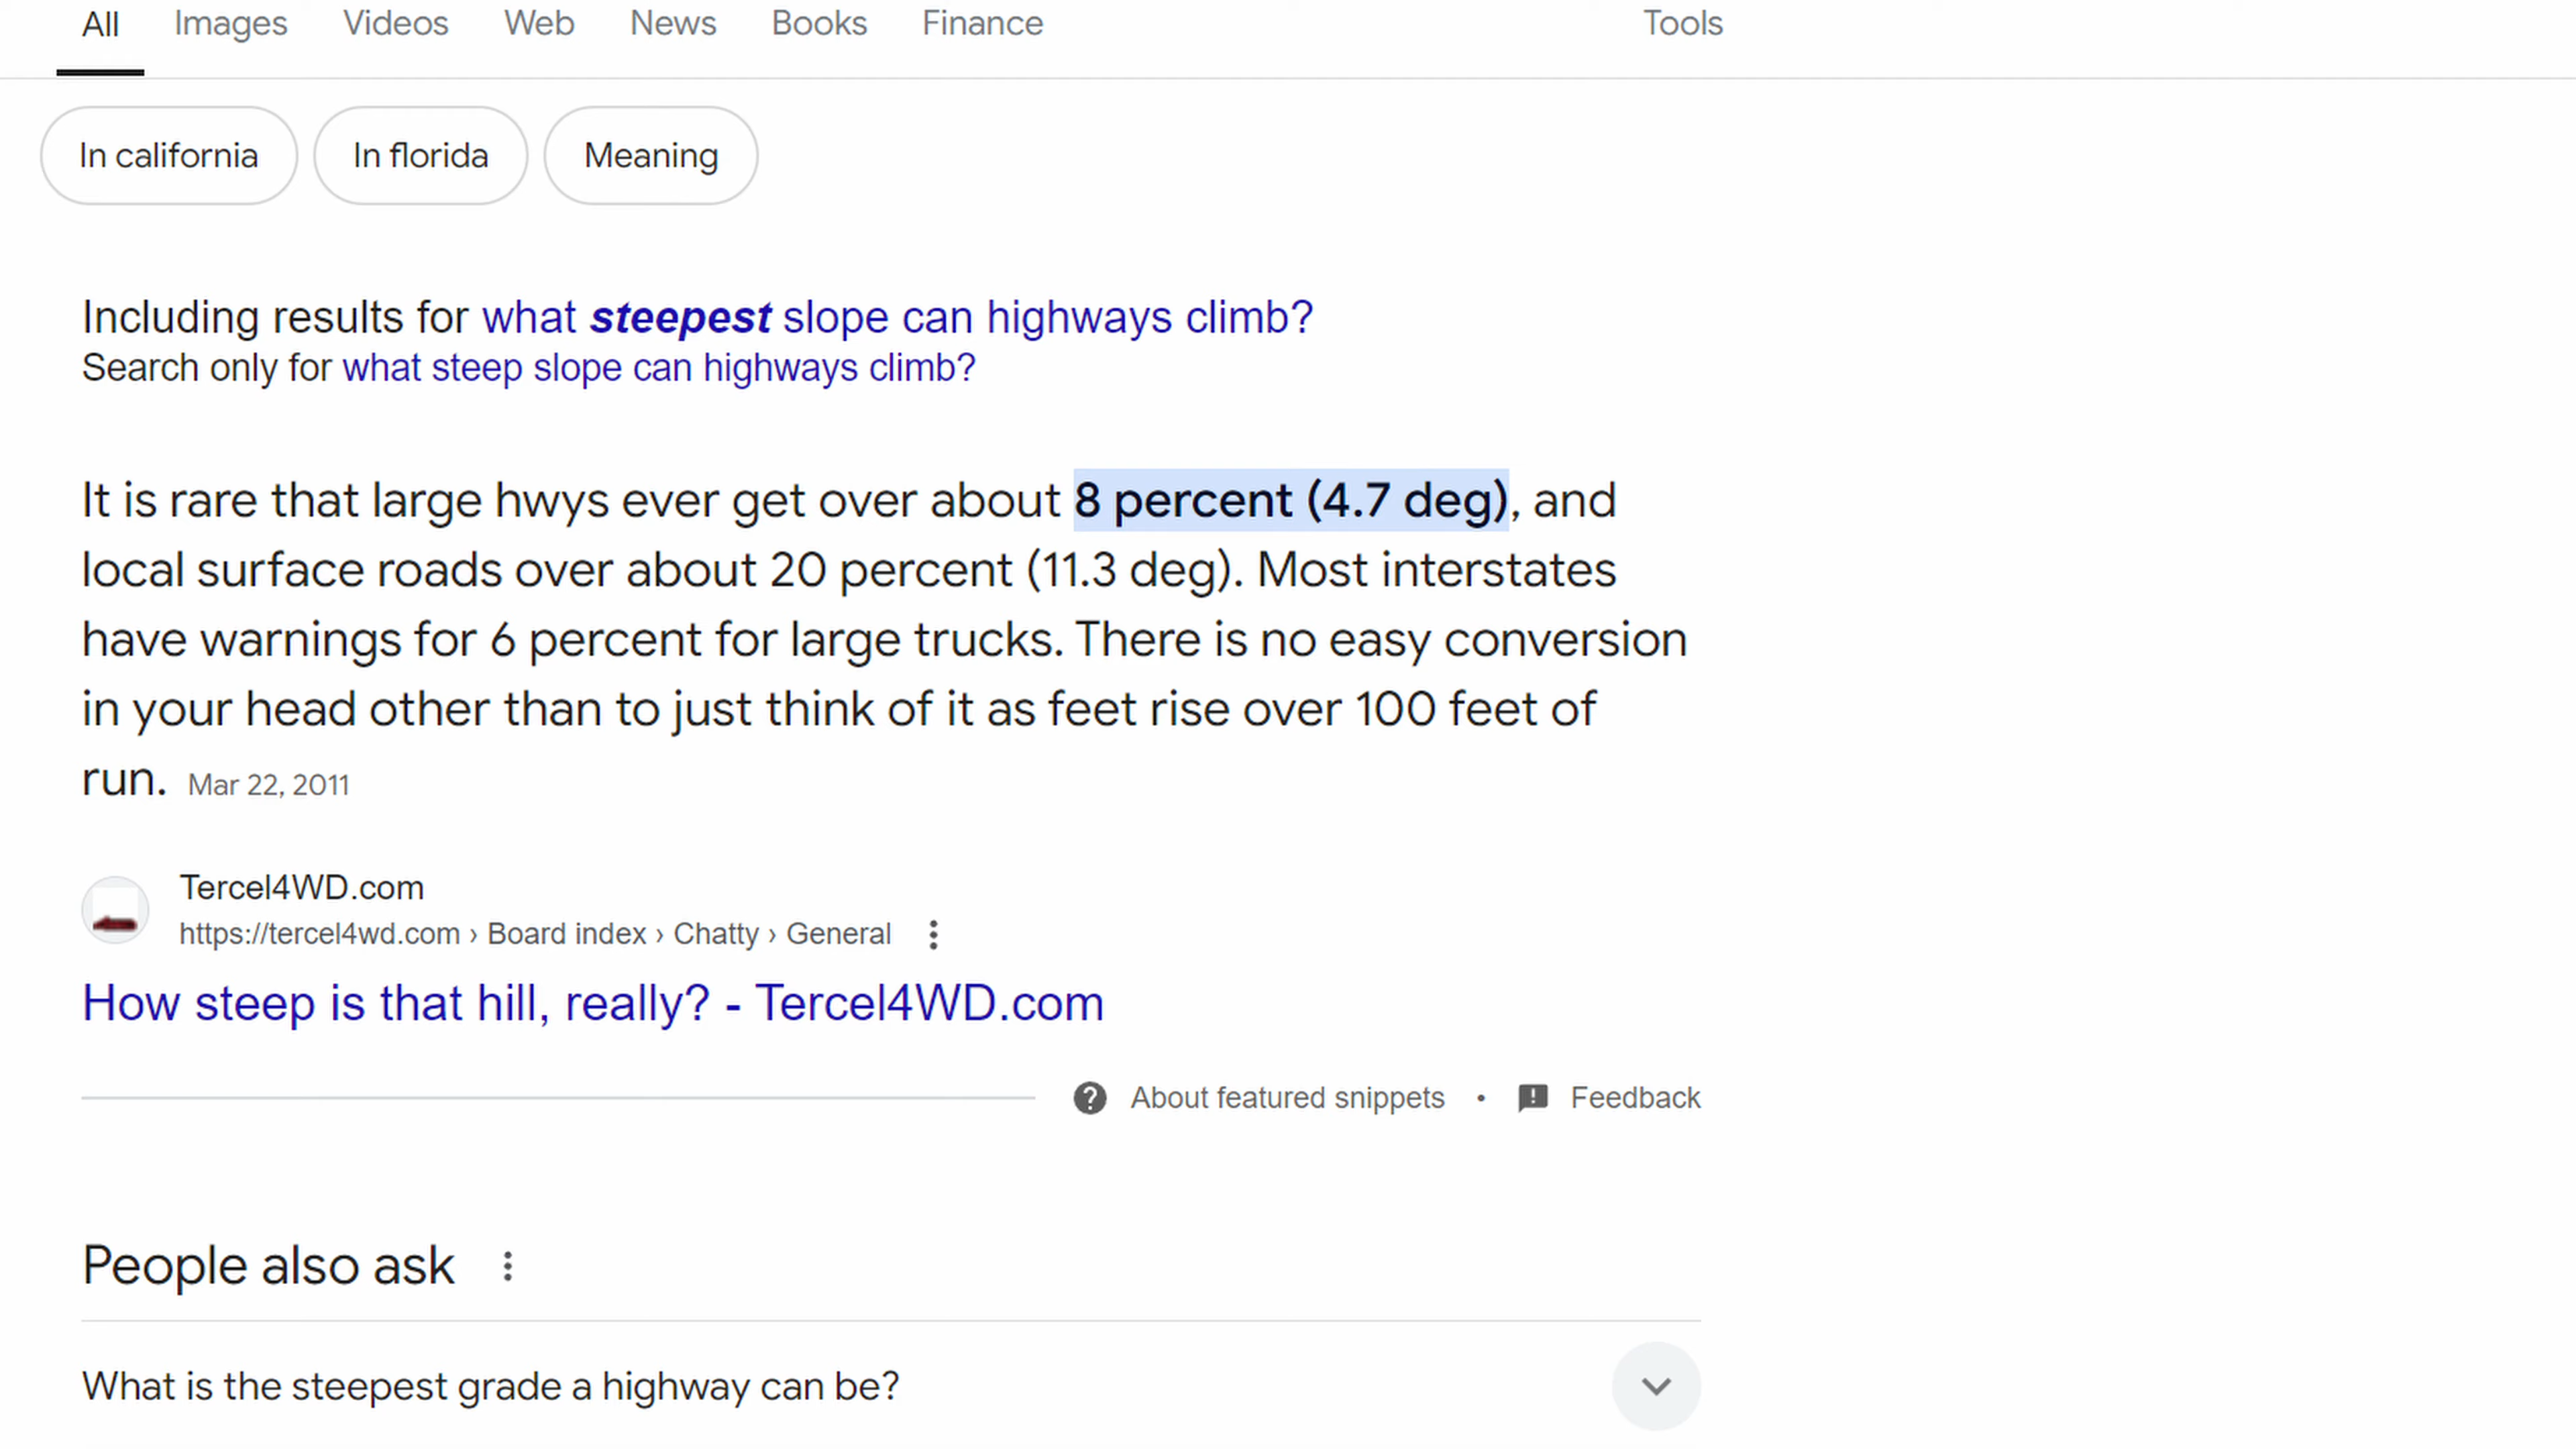 All Images Videos Web News Books Finance Tools
In california In florida Meaning
Including results for what steepest slope can highways climb?
Search only for what steep slope can highways climb?
It is rare that large hwys ever get over about 8 percent (4.7 deg), and
local surface roads over about 20 percent (11.3 deg). Most interstates
have warnings for 6 percent for large trucks. There is no easy conversion
in your head other than to just think of it as feet rise over 100 feet of
run. Mar 22, 2011
Tercel4WD.com
https://tercel4wd.com › Board index › Chatty › General
How steep is that hill, really? - Tercel4WD.com
About featured snippets • Feedback
People also ask
What is the steepest grade a highway can be?